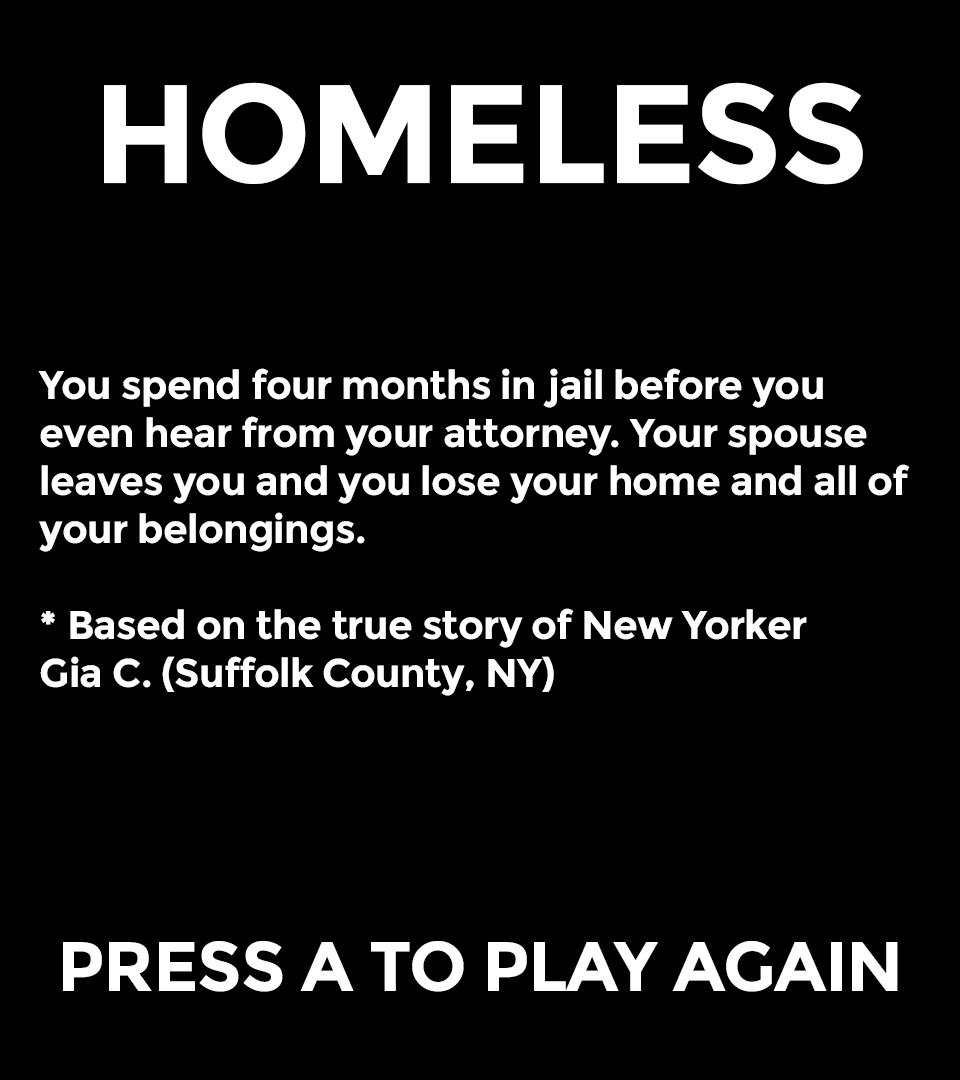 HOMELESS
You spend four months in jail before you
even hear from your attorney. Your spouse
leaves you and you lose your home and all of
your belongings.
* Based on the true story of New Yorker
Gia C. (Suffolk County, NY)
PRESS A TO PLAY AGAIN